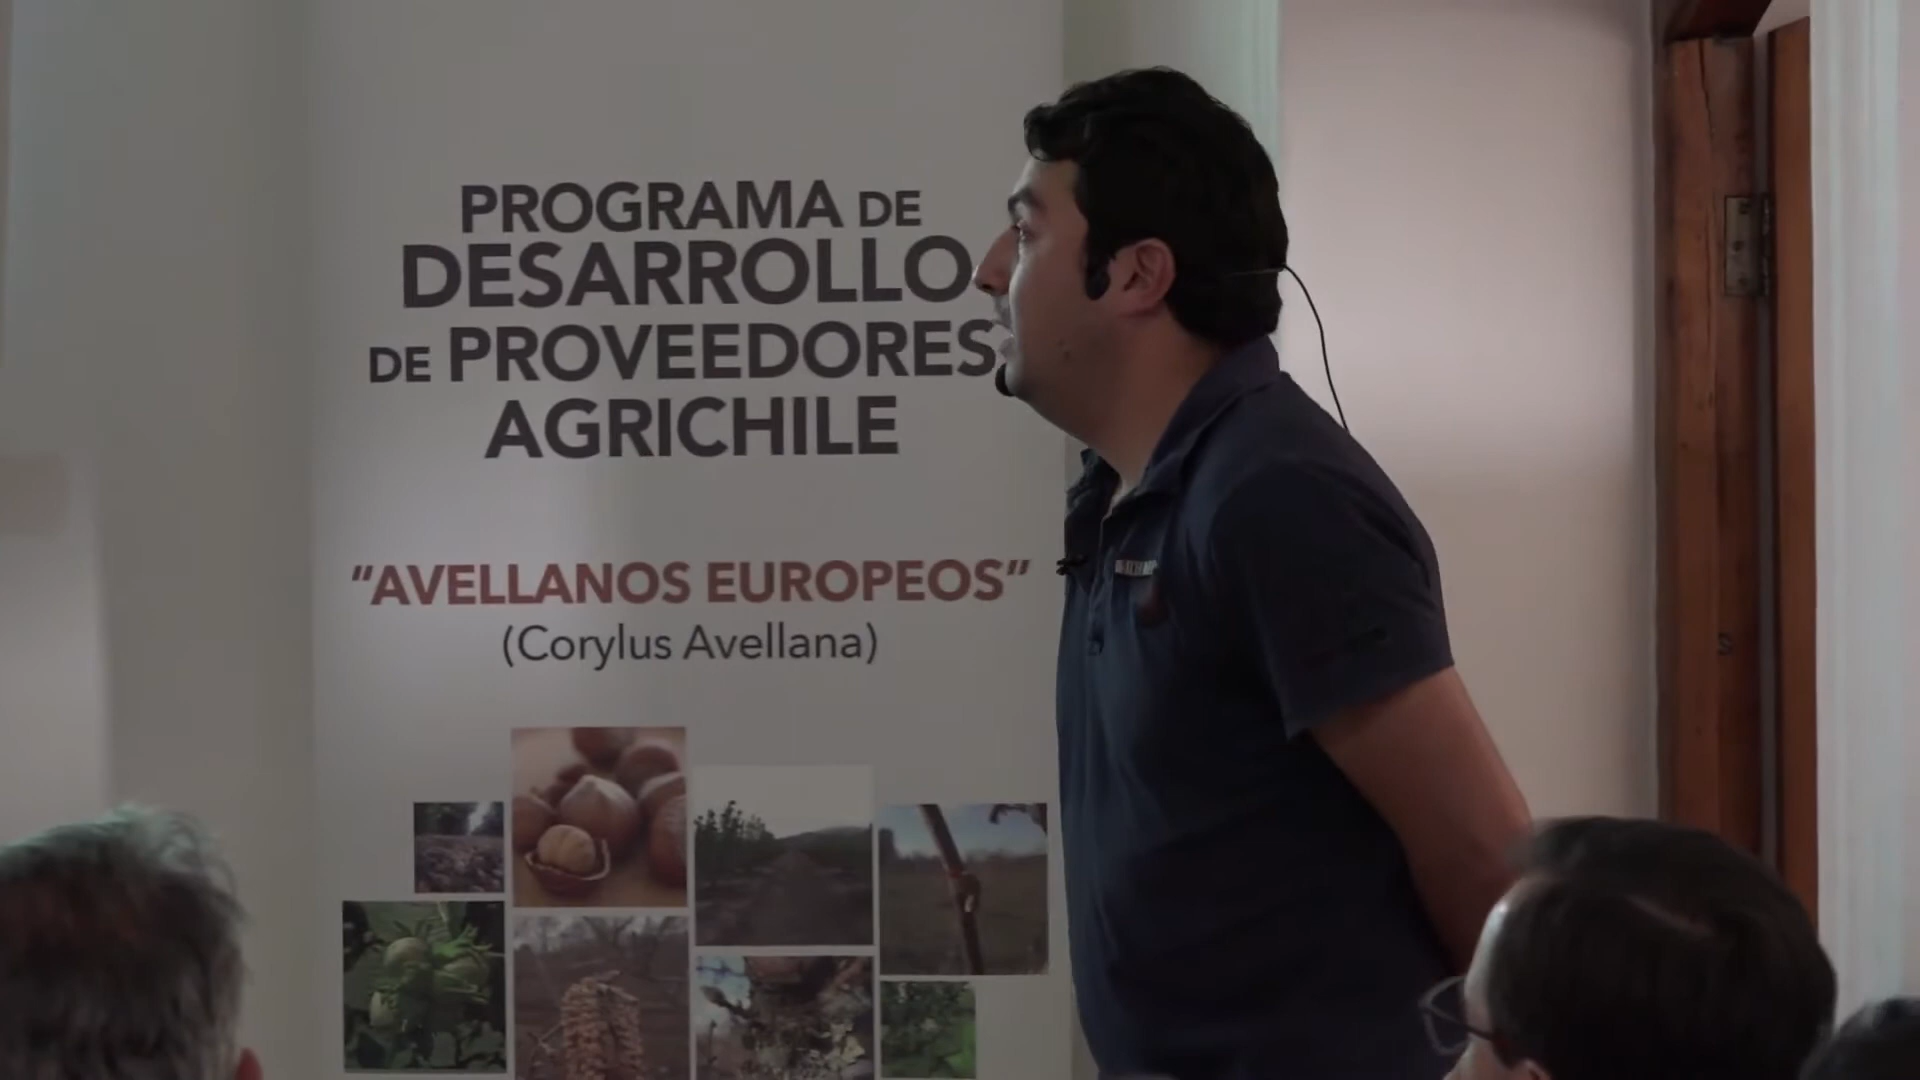 PROGRAMA DE
DESARROLLO
DE PROVEEDORES
AGRICHILE
“AVELLANOS EUROPEOS”
(Corylus Avellana)